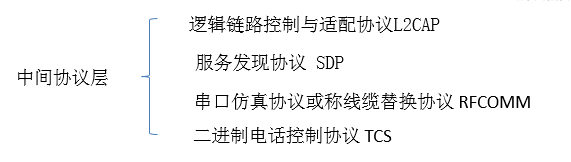 逻辑链路控制与适配协议L2CAP
服务发现协议 SDP
中间协议层
串口仿真协议或称线缆替换协议 RFCOMM
二进制电话控制协议 TCS